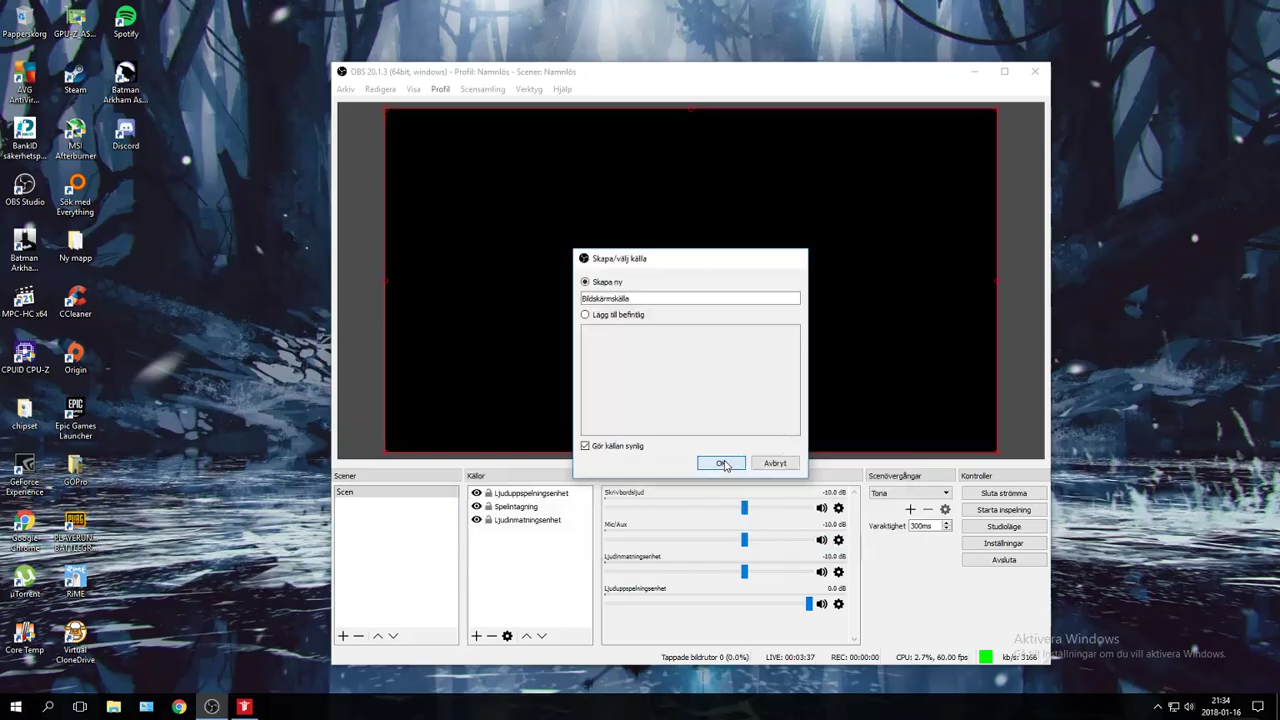 Papperskorg
GPU-Z_AS...
Spotify
AVG
AntiVir...
Steam
Batman
Arkham As...
BankID
säkerhetsp...
MSI
Afterburner
Discord
OBS Studio
Sök med
Everything
Batman
Arkha...
Ny mapp
MPC-HC x64
CCleaner
CPUID CPU-Z
Origin
chipset
Epic Games
Launcher
GeForce
Experience
GOPro
Google
Chrome
PLAYERUN...
BATTLEGR...
uTorrent
RiME
Core Temp
Virtual
CloneDrive
OBS 20.1.3 (64bit, windows) - Profil: Namnlös - Scener: Namnlös
Arkiv Redigera Visa Profil Scensamling Verktyg Hjälp
Skapa/välj källa
Skapa ny
Bildskärmskälla
Lägg till befintlig
Gör källan synlig
OK Avbryt
Scener
Scen
Källor
Ljuduppspelningsenhet
Spelintagning
Ljudinmatningsenhet
Skrivbordsljud -10.0 dB
Mic/Aux -10.0 dB
Ljudinmatningsenhet -10.0 dB
Ljuduppspelningsenhet 0.0 dB
Scenövergångar
Tona
Varaktighet 300ms
Kontroller
Sluta strömma
Starta inspelning
Studioläge
Inställningar
Avsluta
Tappade bildrutor 0 (0.0%) LIVE: 00:03:37 REC: 00:00:00 CPU: 2.7%, 60.00 fps kb/s: 3166
Aktivera Windows
Gå till Inställningar om du vill aktivera Windows.
21:34
2018-01-16